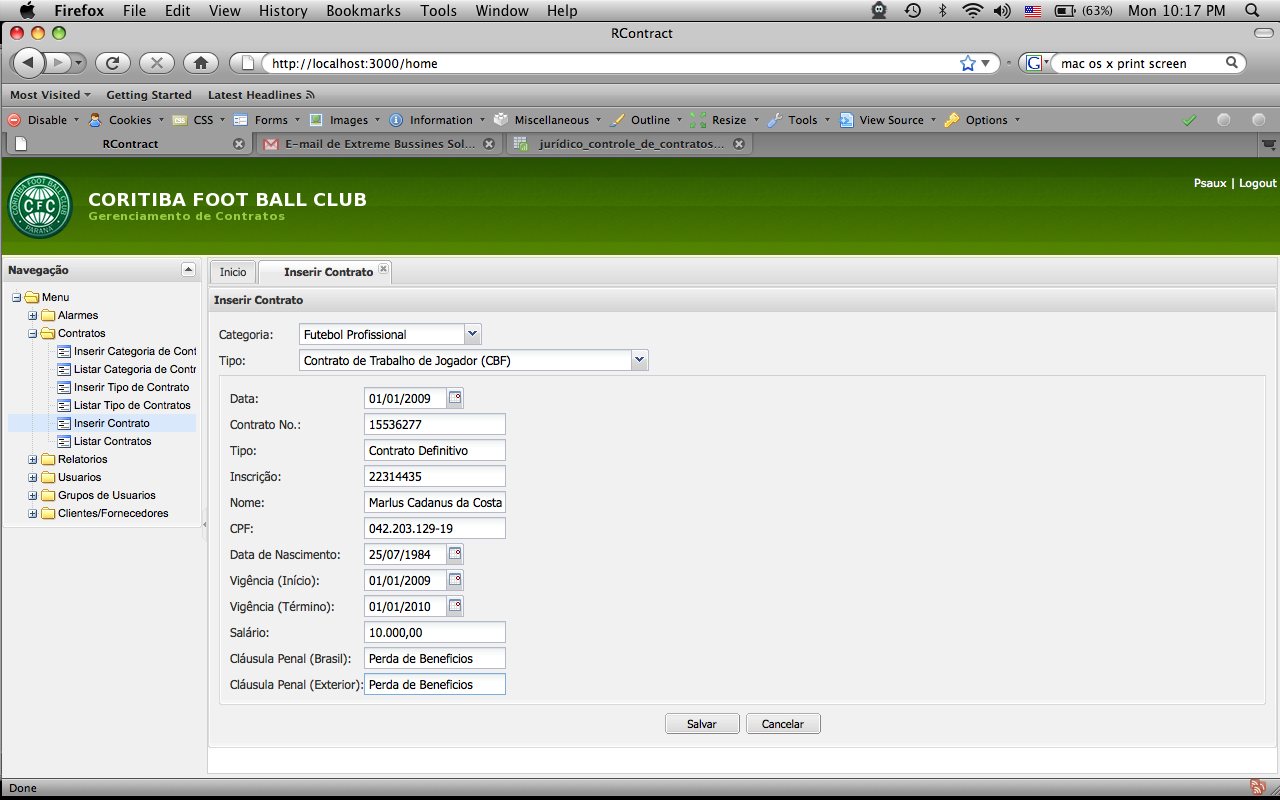 Firefox File Edit View History Bookmarks Tools Window Help (63%) Mon 10:17 PM
RContract
http://localhost:3000/home G mac os x print screen
Most Visited Getting Started Latest Headlines
Disable Cookies CSS Forms Images Information Miscellaneous Outline Resize Tools View Source Options
RContract E-mail de Extreme Bussines Sol... jurídico_controle_de_contratos...
CORITIBA FOOT BALL CLUB
CFC
PARANÁ
CORITIBA FOOT BALL CLUB
Gerenciamento de Contratos
Psaux | Logout
Navegação
Menu
Alarmes
Contratos
Inserir Categoria de Cont
Listar Categoria de Contr
Inserir Tipo de Contrato
Listar Tipo de Contratos
Inserir Contrato
Listar Contratos
Relatorios
Usuarios
Grupos de Usuarios
Clientes/Fornecedores
Inicio Inserir Contrato
Inserir Contrato
Categoria: Futebol Profissional
Tipo: Contrato de Trabalho de Jogador (CBF)
Data: 01/01/2009
Contrato No.: 15536277
Tipo: Contrato Definitivo
Inscrição: 22314435
Nome: Marlus Cadanus da Costa
CPF: 042.203.129-19
Data de Nascimento: 25/07/1984
Vigência (Início): 01/01/2009
Vigência (Término): 01/01/2010
Salário: 10.000,00
Cláusula Penal (Brasil): Perda de Beneficios
Cláusula Penal (Exterior): Perda de Beneficios
Salvar Cancelar
Done